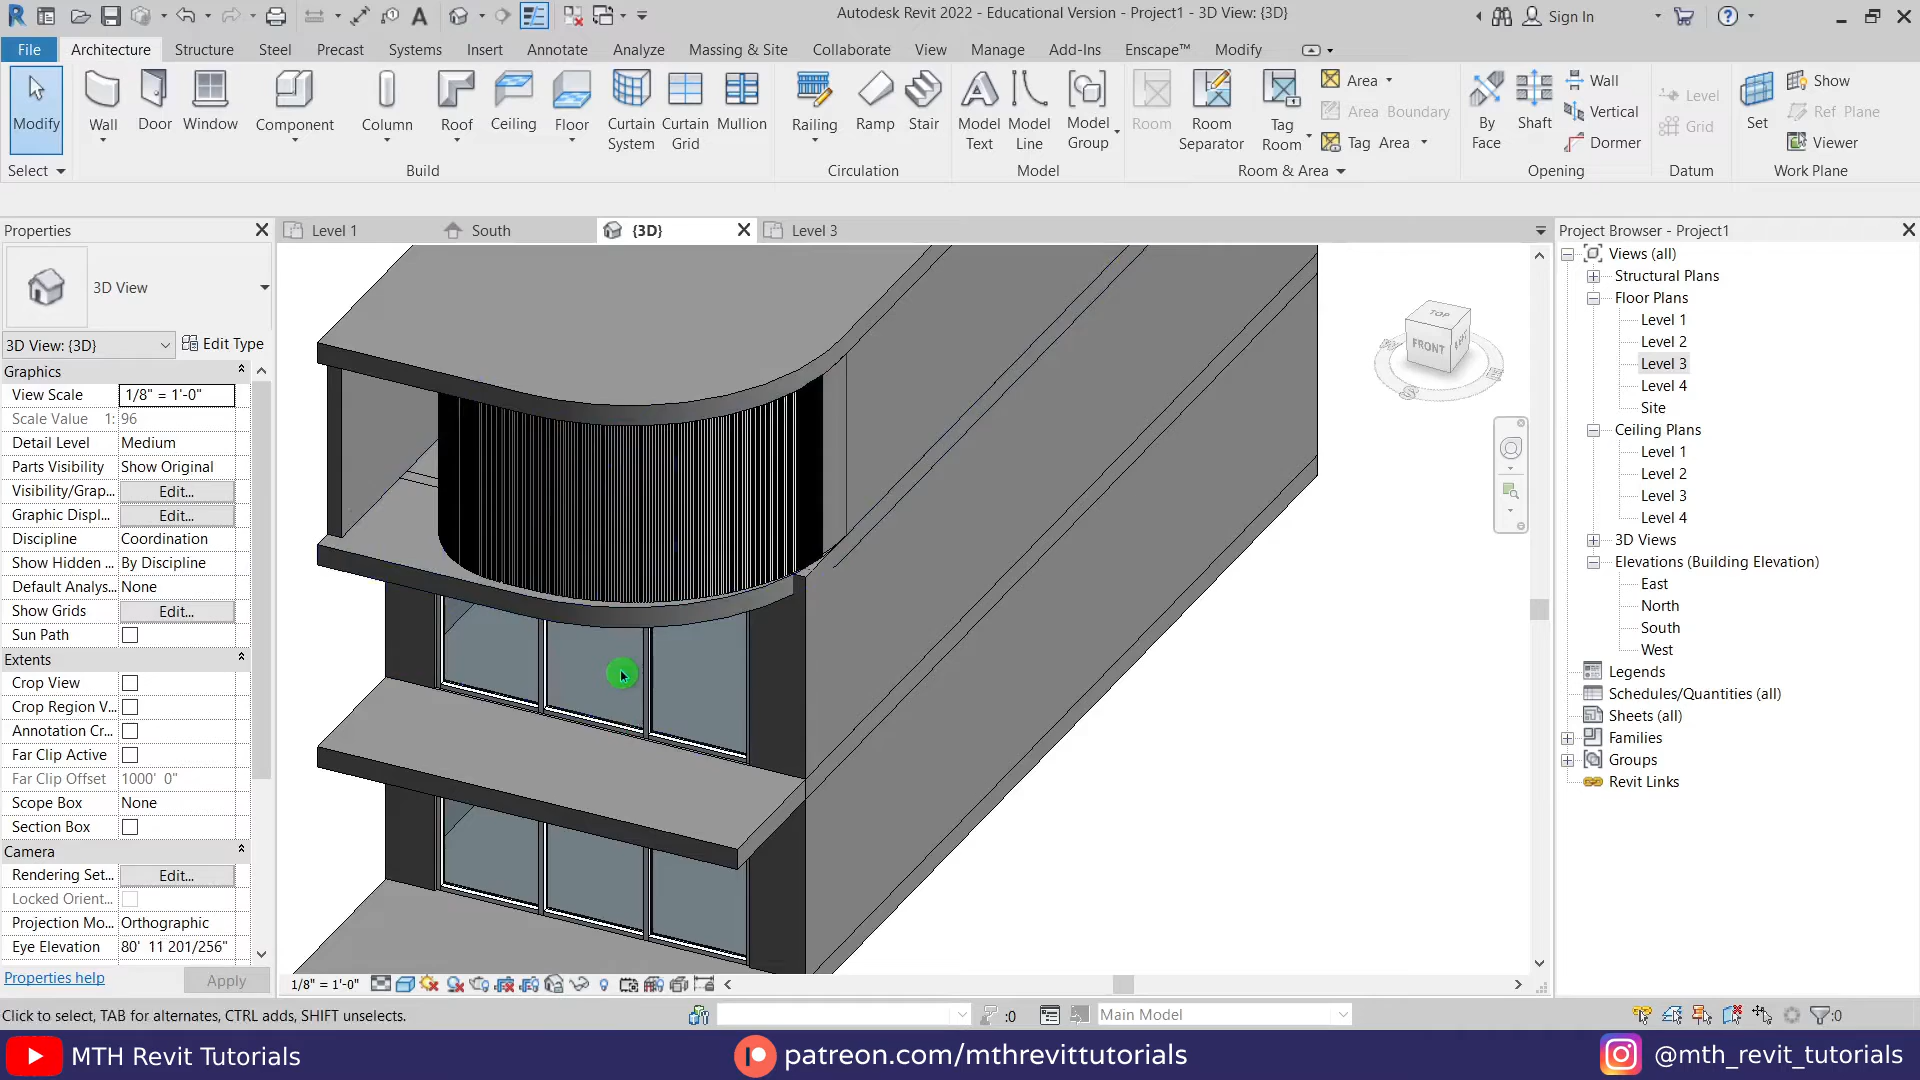 Autodesk Revit 2022 - Educational Version - Project1 - 3D View: {3D}
Sign In
File Architecture Structure Steel Precast Systems Insert Annotate Analyze Massing & Site Collaborate View Manage Add-Ins Enscape™ Modify
Modify
Wall
Door
Window
Component
Column
Roof
Ceiling
Floor
Curtain System
Curtain Grid
Mullion
Railing
Ramp
Stair
Model Text
Model Line
Model Group
Room
Room Separator
Tag Room
Area
Area Boundary
Tag Area
By Face
Shaft
Wall
Vertical
Dormer
Level
Grid
Set
Show
Ref Plane
Viewer
Select Build Circulation Model Room & Area Opening Datum Work Plane
Properties
Level 1 South {3D} Level 3
Project Browser - Project1
3D View
3D View: {3D} Edit Type
Graphics
View Scale 1/8" = 1'-0"
Scale Value 1: 96
Detail Level Medium
Parts Visibility Show Original
Visibility/Grap... Edit...
Graphic Displ... Edit...
Discipline Coordination
Show Hidden ... By Discipline
Default Analys... None
Show Grids Edit...
Sun Path
Extents
Crop View
Crop Region V...
Annotation Cr...
Far Clip Active
Far Clip Offset 1000' 0"
Scope Box None
Section Box
Camera
Rendering Set... Edit...
Locked Orient...
Projection Mo... Orthographic
Eye Elevation 80' 11 201/256"
Properties help Apply
TOP
FRONT
LEFT
Views (all)
Structural Plans
Floor Plans
Level 1
Level 2
Level 3
Level 4
Site
Ceiling Plans
Level 1
Level 2
Level 3
Level 4
3D Views
Elevations (Building Elevation)
East
North
South
West
Legends
Schedules/Quantities (all)
Sheets (all)
Families
Groups
Revit Links
1/8" = 1'-0"
Click to select, TAB for alternates, CTRL adds, SHIFT unselects.
:0
Main Model
:0
MTH Revit Tutorials
patreon.com/mthrevittutorials
@mth_revit_tutorials